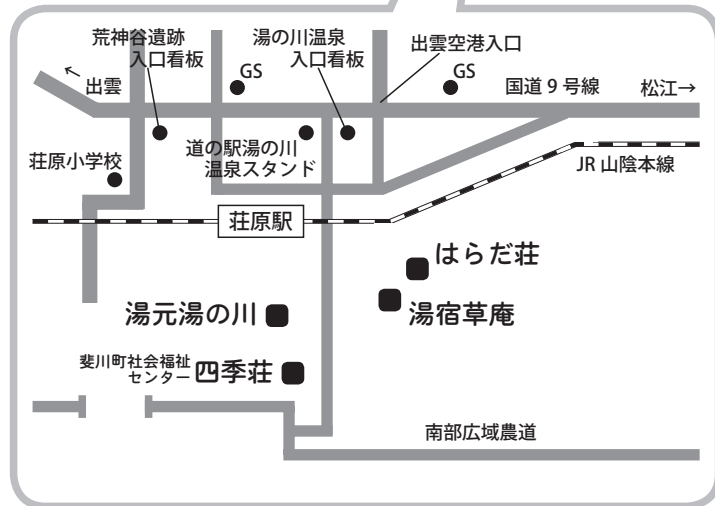 荒神谷遺跡
入口看板
湯の川温泉
入口看板
出雲空港入口
←
出雲
GS
GS
国道9号線
松江→
荘原小学校
道の駅湯の川
温泉スタンド
JR山陰本線
荘原駅
はらだ荘
湯元湯の川
湯宿草庵
斐川町社会福祉
センター
四季荘
南部広域農道